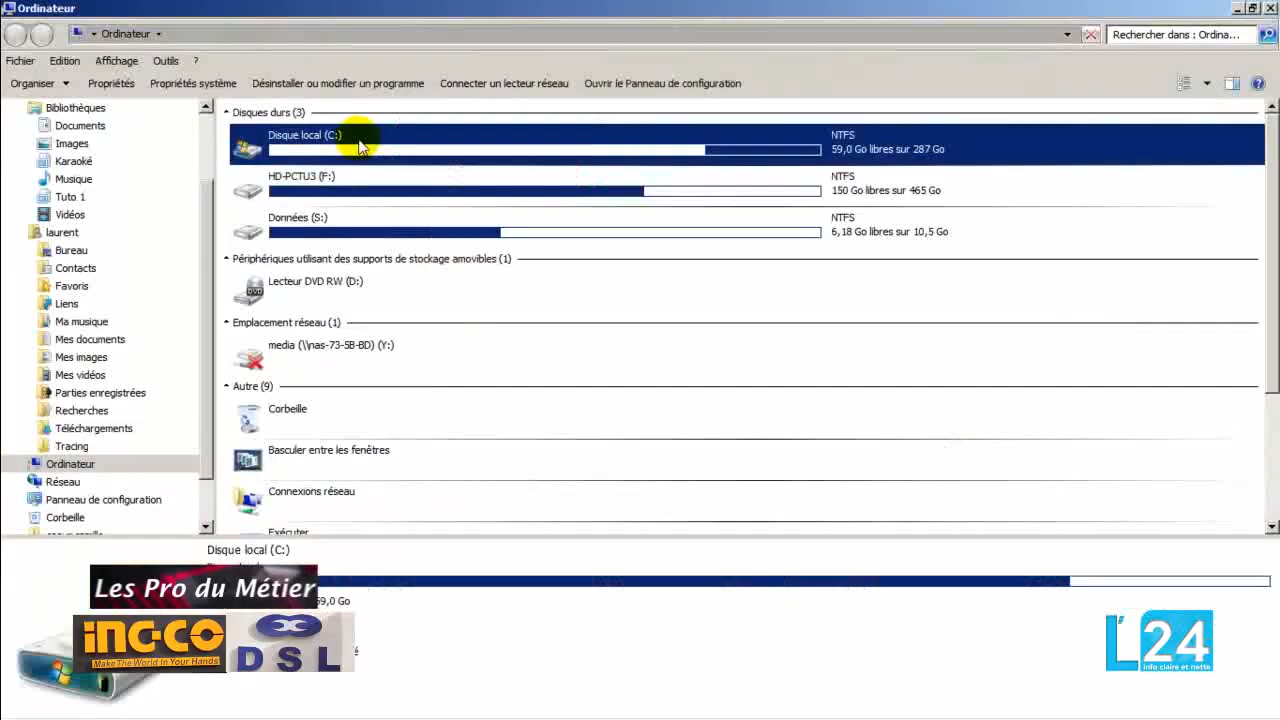 Ordinateur
Ordinateur
Rechercher dans : Ordina...
Fichier Edition Affichage Outils ?
Organiser Propriétés Propriétés système Désinstaller ou modifier un programme Connecter un lecteur réseau Ouvrir le Panneau de configuration
Bibliothèques
Documents
Images
Karaoké
Musique
Tuto 1
Vidéos
laurent
Bureau
Contacts
Favoris
Liens
Ma musique
Mes documents
Mes images
Mes vidéos
Parties enregistrées
Recherches
Téléchargements
Tracing
Ordinateur
Réseau
Panneau de configuration
Corbeille
Disques durs (3)
Disque local (C:) NTFS
59,0 Go libres sur 287 Go
HD-PCTU3 (F:) NTFS
150 Go libres sur 465 Go
Données (S:) NTFS
6,18 Go libres sur 10,5 Go
Périphériques utilisant des supports de stockage amovibles (1)
Lecteur DVD RW (D:)
DVD
Emplacement réseau (1)
media (\\nas-73-5B-BD) (Y:)
Autre (9)
Corbeille
Basculer entre les fenêtres
Connexions réseau
Exécuter
Disque local (C:)
59,0 Go
Les Pro du Métier
ingco
Make The World In Your Hands
DSL
L'24
info claire et nette